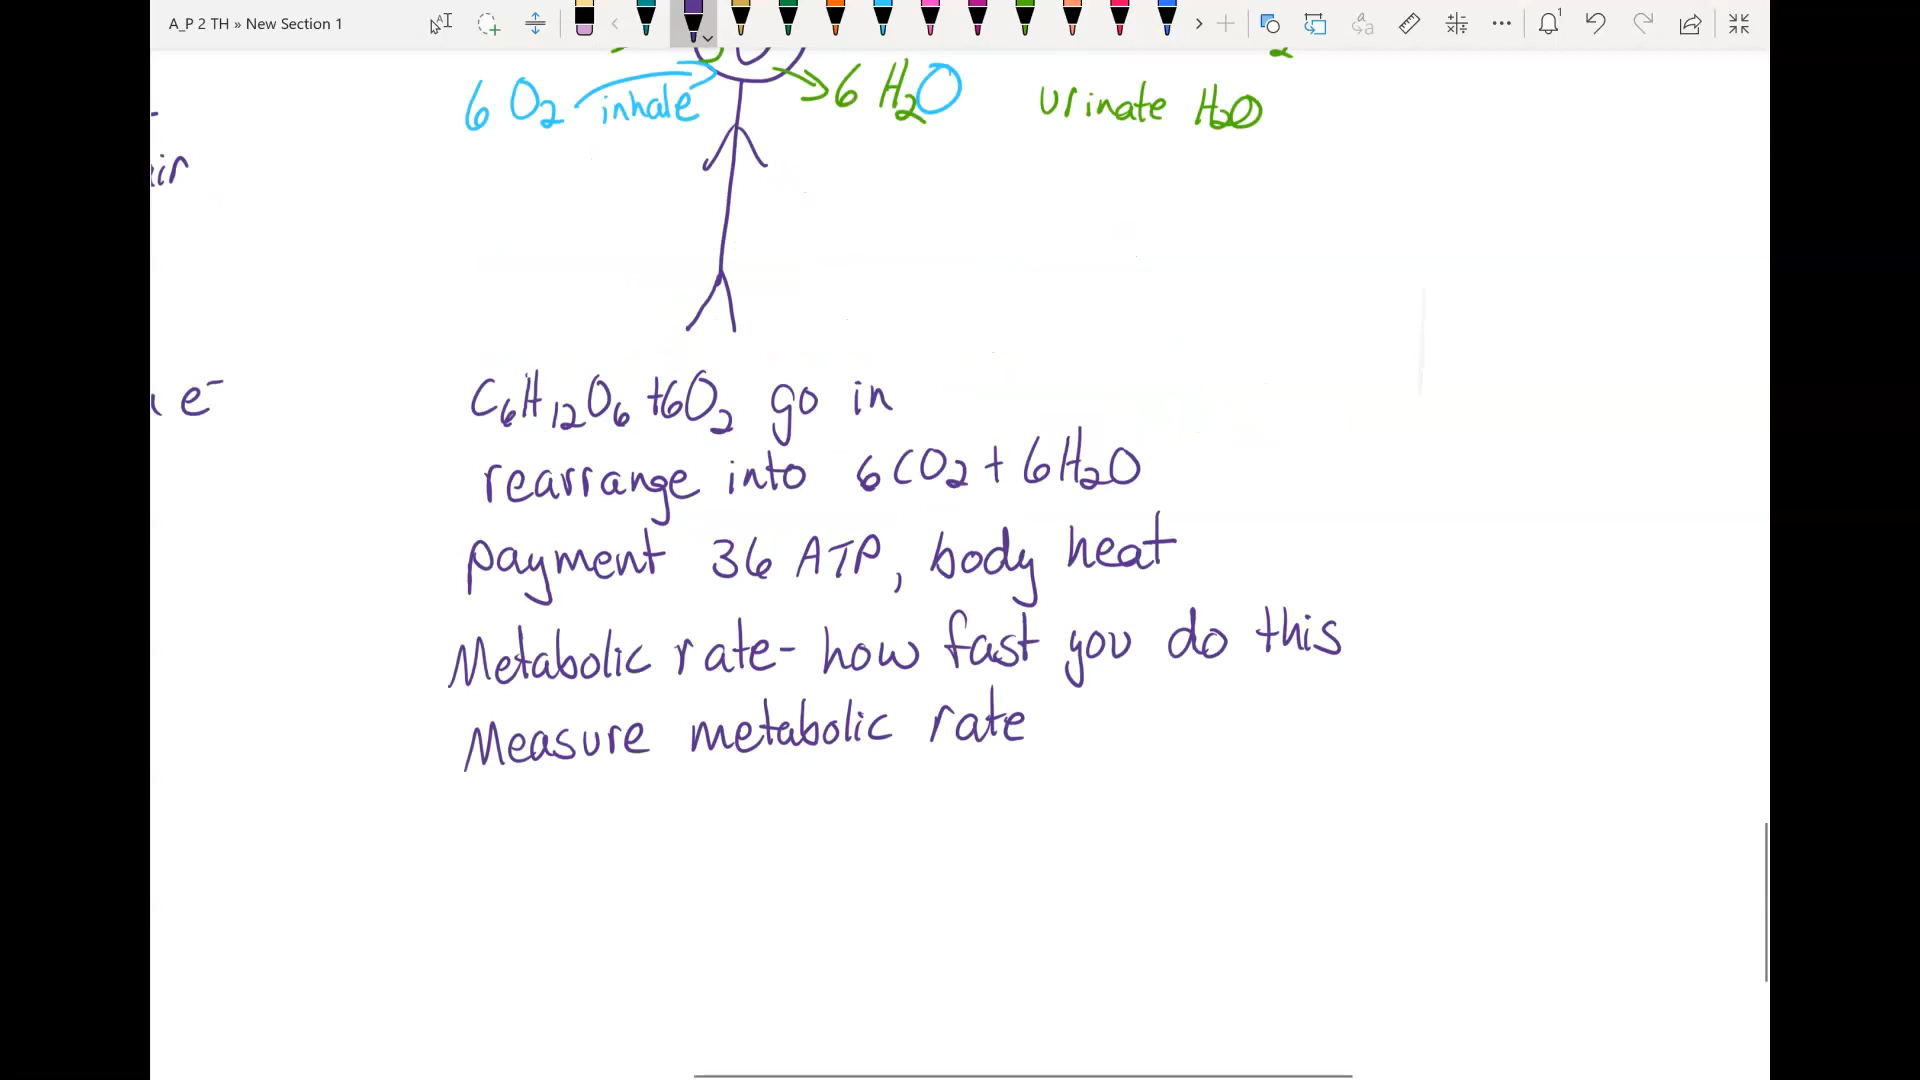 A_P 2 TH » New Section 1
6 O2 inhale
6 H2O
urinate H2O
e⁻
C6H12O6 +6O2 go in
rearrange into 6CO2 + 6H2O
payment 36 ATP, body heat
Metabolic rate- how fast you do this
Measure metabolic rate